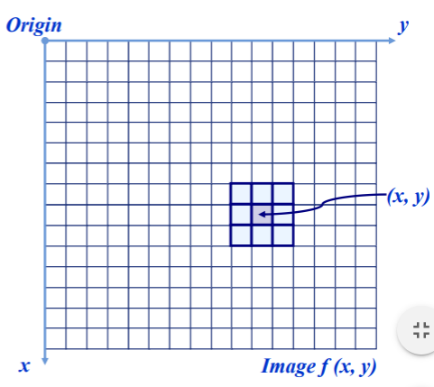 Origin
y
(x, y)
x
Image f (x, y)